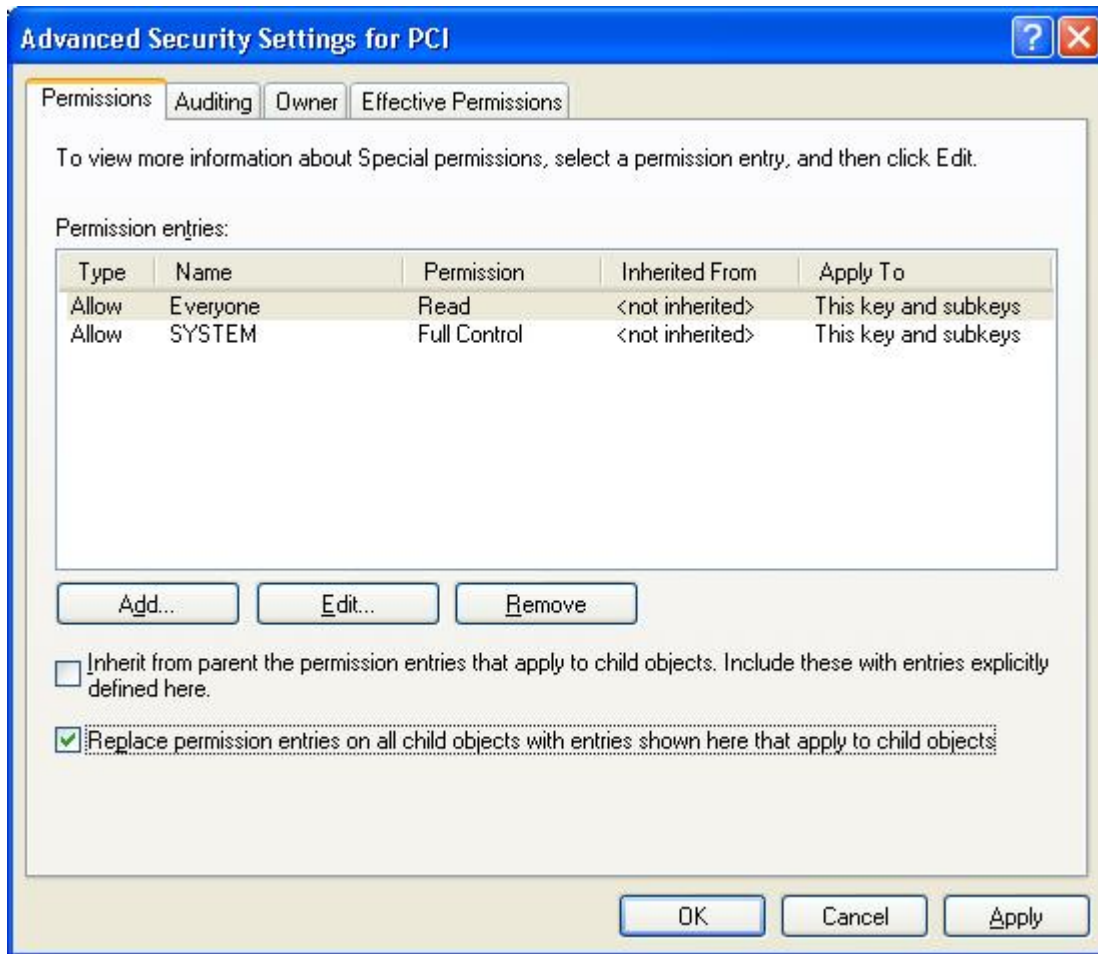 Advanced Security Settings for PCI
Permissions Auditing Owner Effective Permissions
To view more information about Special permissions, select a permission entry, and then click Edit.
Permission entries:
Type Name Permission Inherited From Apply To
Allow Everyone Read <not inherited> This key and subkeys
Allow SYSTEM Full Control <not inherited> This key and subkeys
Add... Edit... Remove
Inherit from parent the permission entries that apply to child objects. Include these with entries explicitly
defined here.
Replace permission entries on all child objects with entries shown here that apply to child objects
OK Cancel Apply